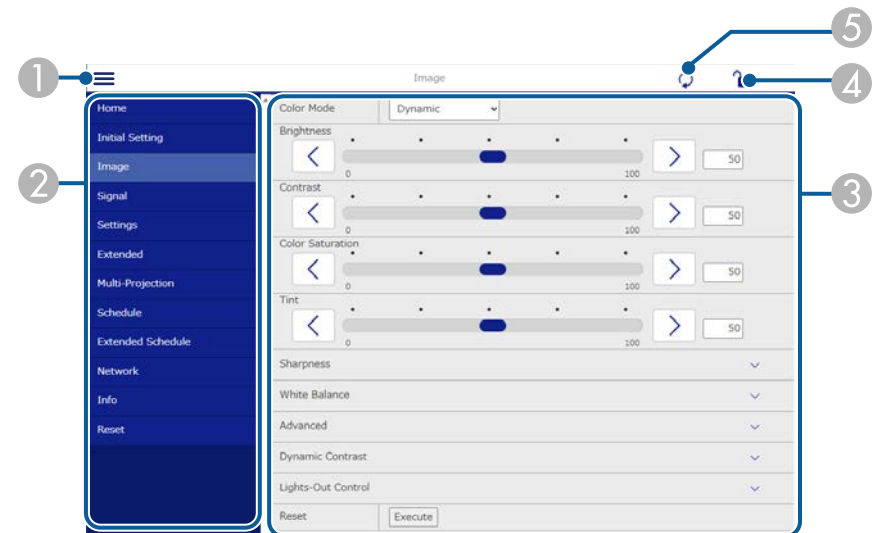 5
1
Image
4
Home
Initial Setting
Image
Signal
Settings
Extended
Multi-Projection
Schedule
Extended Schedule
Network
Info
Reset
2
Color Mode
Dynamic
Brightness
0
100
50
Contrast
0
100
50
Color Saturation
0
100
50
Tint
0
100
50
Sharpness
White Balance
Advanced
Dynamic Contrast
Lights-Out Control
Reset
Execute
3